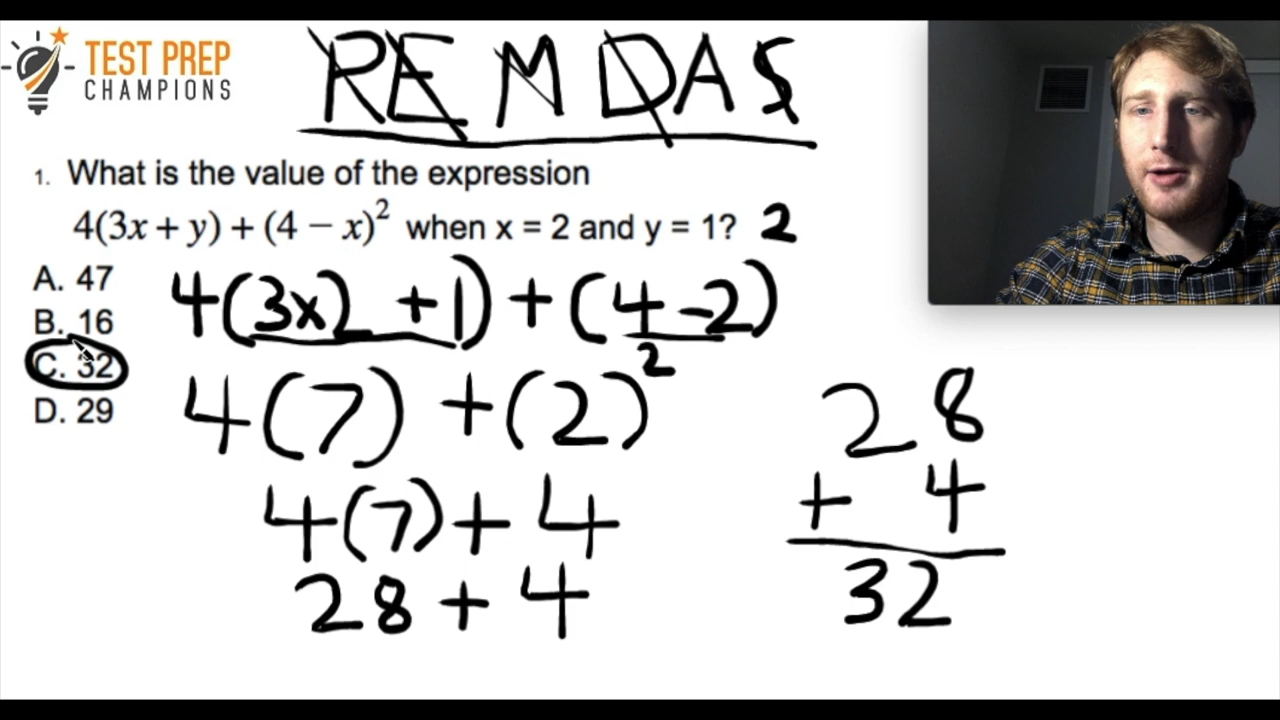 TEST PREP
CHAMPIONS
PEMDAS
1. What is the value of the expression
4(3x + y) + (4 − x)² when x = 2 and y = 1? 2
A. 47
B. 16
C. 32
D. 29
4(3x2 +1) + (4-2)
2
4(7) + (2)²
4(7) + 4
28 + 4
28
+ 4
32